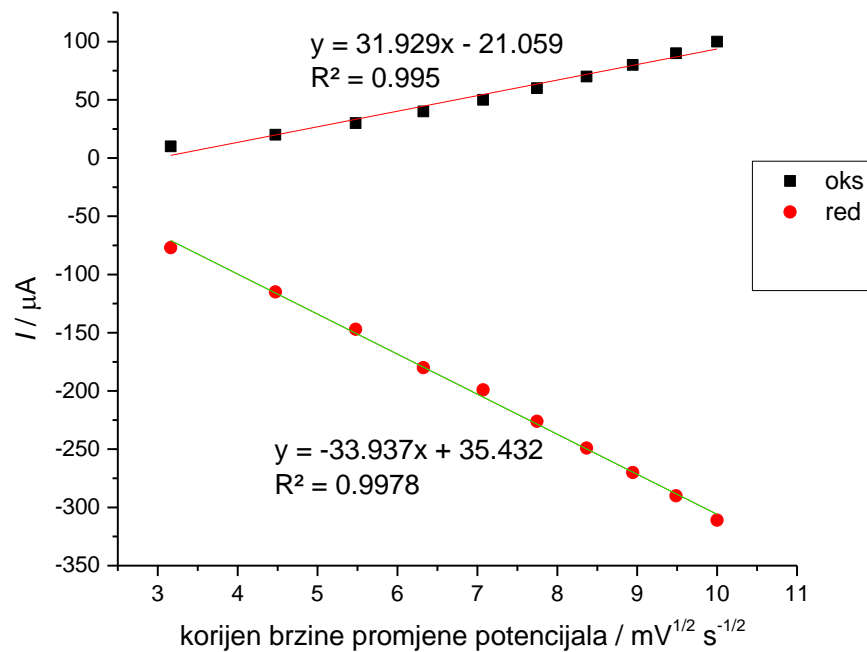 y = 31.929x - 21.059
R² = 0.995
100
50
0
-50
-100
-150
-200
-250
-300
-350
I / μA
oks
red
y = -33.937x + 35.432
R² = 0.9978
3 4 5 6 7 8 9 10 11
korijen brzine promjene potencijala / mV^1/2 s^-1/2